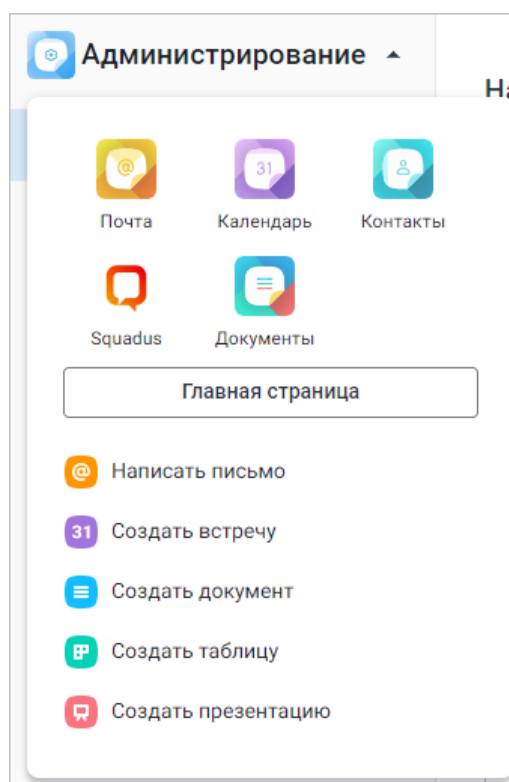 Администрирование
На
31
Почта Календарь Контакты
Squadus Документы
Главная страница
@ Написать письмо
31 Создать встречу
Создать документ
Создать таблицу
Создать презентацию